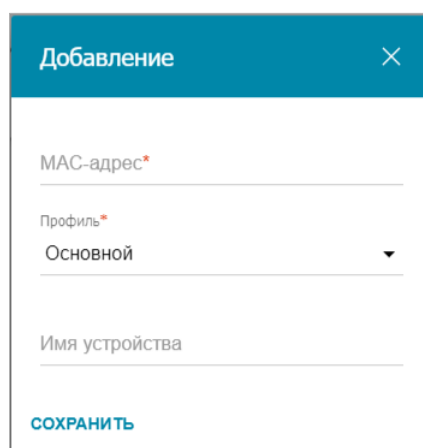 Добавление
MAC-адрес*
Профиль*
Основной
Имя устройства
СОХРАНИТЬ